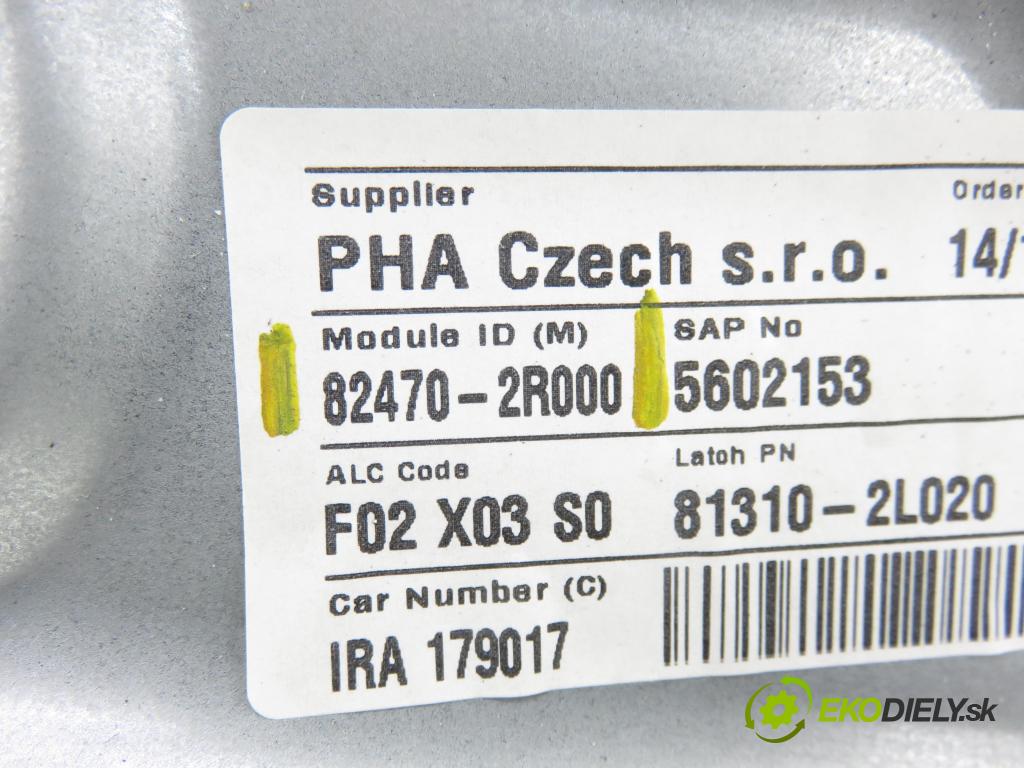 Supplier
Order
PHA Czech s.r.o.
14/
Module ID (M)
SAP No
82470-2R000
5602153
ALC Code
Latch PN
F02 X03 S0
81310-2L020
Car Number (C)
IRA 179017
EKODIELY.sk